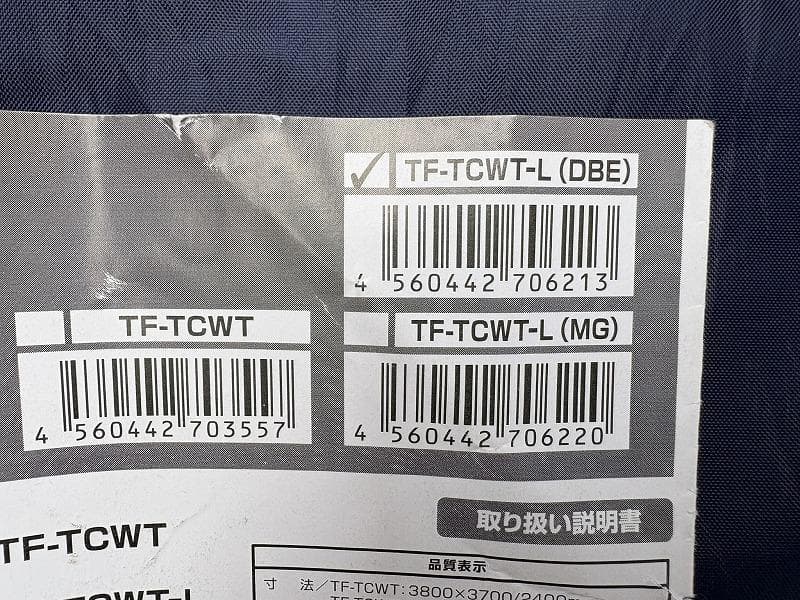 ✓ TF-TCWT-L (DBE)
4 560442 706213
TF-TCWT
4 560442 703557
TF-TCWT-L (MG)
4 560442 706220
取り扱い説明書
TF-TCWT
品質表示
寸 法/TF-TCWT:3800×3700/2400m